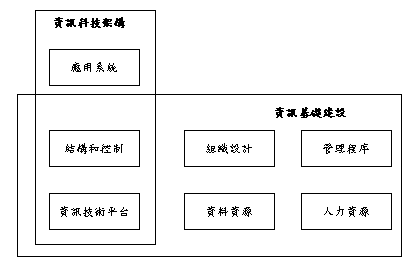 資訊科技架構
應用系統
資訊基礎建設
結構和控制 組織設計 管理程序
資訊技術平台 資料資源 人力資源